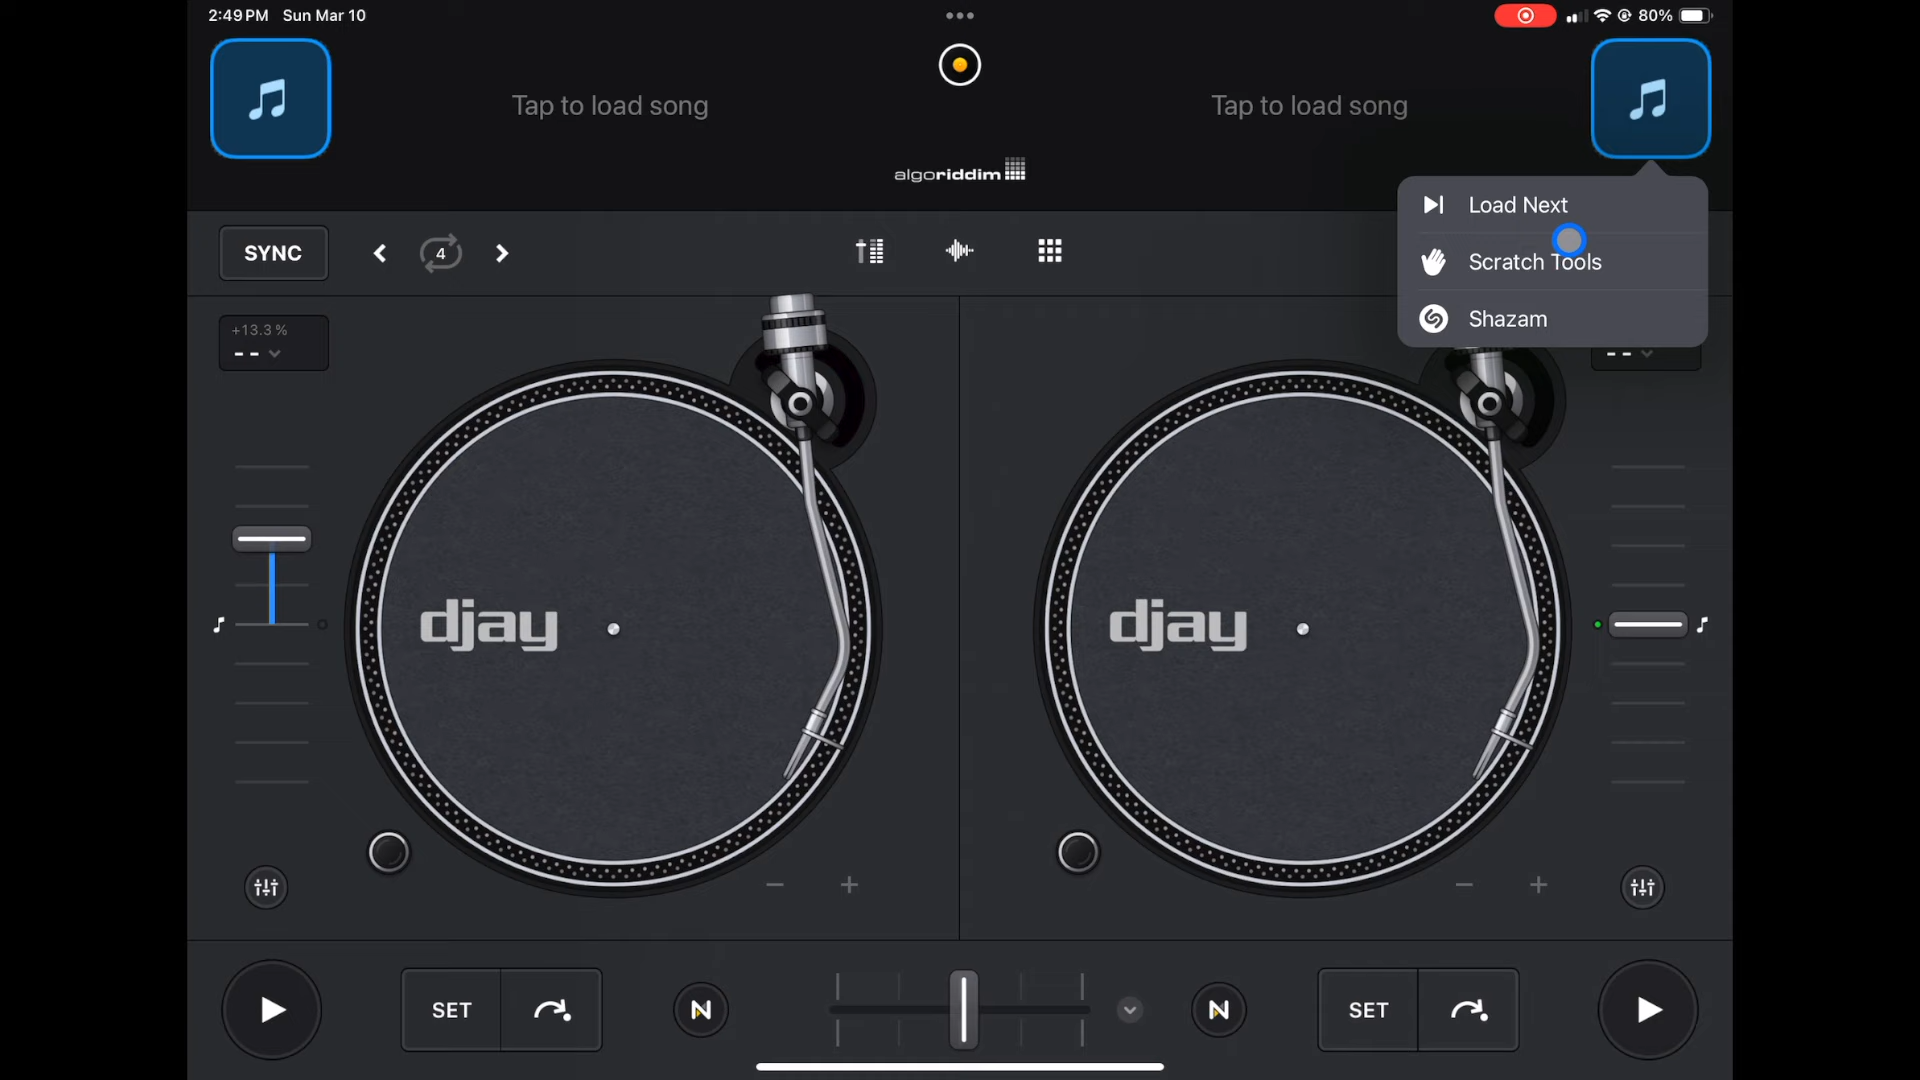 2:49 PM Sun Mar 10
80%
Tap to load song
Tap to load song
algoriddim
Load Next
Scratch Tools
Shazam
SYNC
4
+13.3 %
--
--
djay
djay
SET
SET